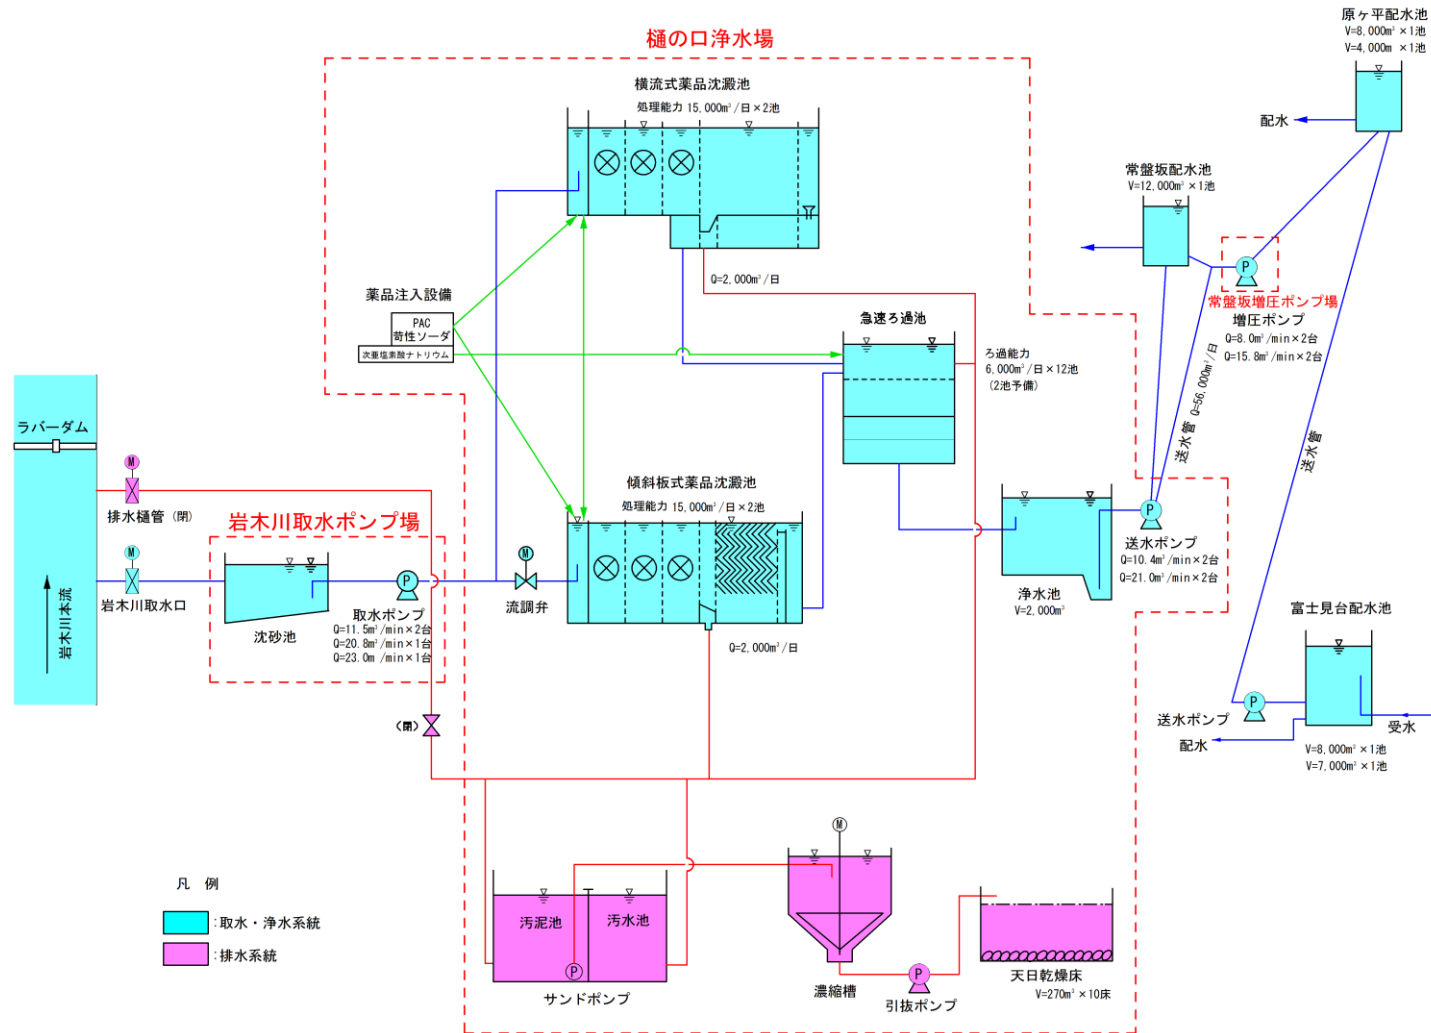 樋の口浄水場
横流式薬品沈澱池
処理能力 15,000m³/日×2池
Q=2,000m³/日
薬品注入設備
PAC
苛性ソーダ
次亜塩素酸ナトリウム
急速ろ過池
ろ過能力
6,000m³/日×12池
(2池予備)
原ヶ平配水池
V=8,000m³×1池
V=4,000m ×1池
配水
常盤坂配水池
V=12,000m³×1池
P
常盤坂増圧ポンプ場
増圧ポンプ
Q=8.0m³/min×2台
Q=15.8m³/min×2台
送水管 Q=56,000m³/日
送水管
ラバーダム
M
排水樋管 (閉)
M
岩木川取水口
岩木川本流
岩木川取水ポンプ場
沈砂池
P
取水ポンプ
Q=11.5m³/min×2台
Q=20.8m³/min×1台
Q=23.0m /min×1台
(閉)
M
流調弁
傾斜板式薬品沈澱池
処理能力 15,000m³/日×2池
Q=2,000m³/日
浄水池
V=2,000m³
P
送水ポンプ
Q=10.4m³/min×2台
Q=21.0m³/min×2台
富士見台配水池
P
送水ポンプ
配水
受水
V=8,000m³×1池
V=7,000m³×1池
凡 例
:取水・浄水系統
:排水系統
汚泥池
汚水池
P
サンドポンプ
M
濃縮槽
P
引抜ポンプ
天日乾燥床
V=270m³×10床